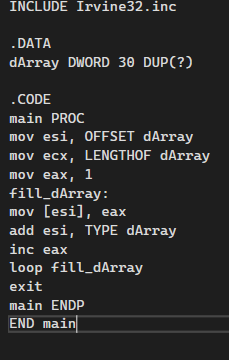 INCLUDE Irvine32.inc
.DATA
dArray DWORD 30 DUP(?)
.CODE
main PROC
mov esi, OFFSET dArray
mov ecx, LENGTHOF dArray
mov eax, 1
fill_dArray:
mov [esi], eax
add esi, TYPE dArray
inc eax
loop fill_dArray
exit
main ENDP
END main